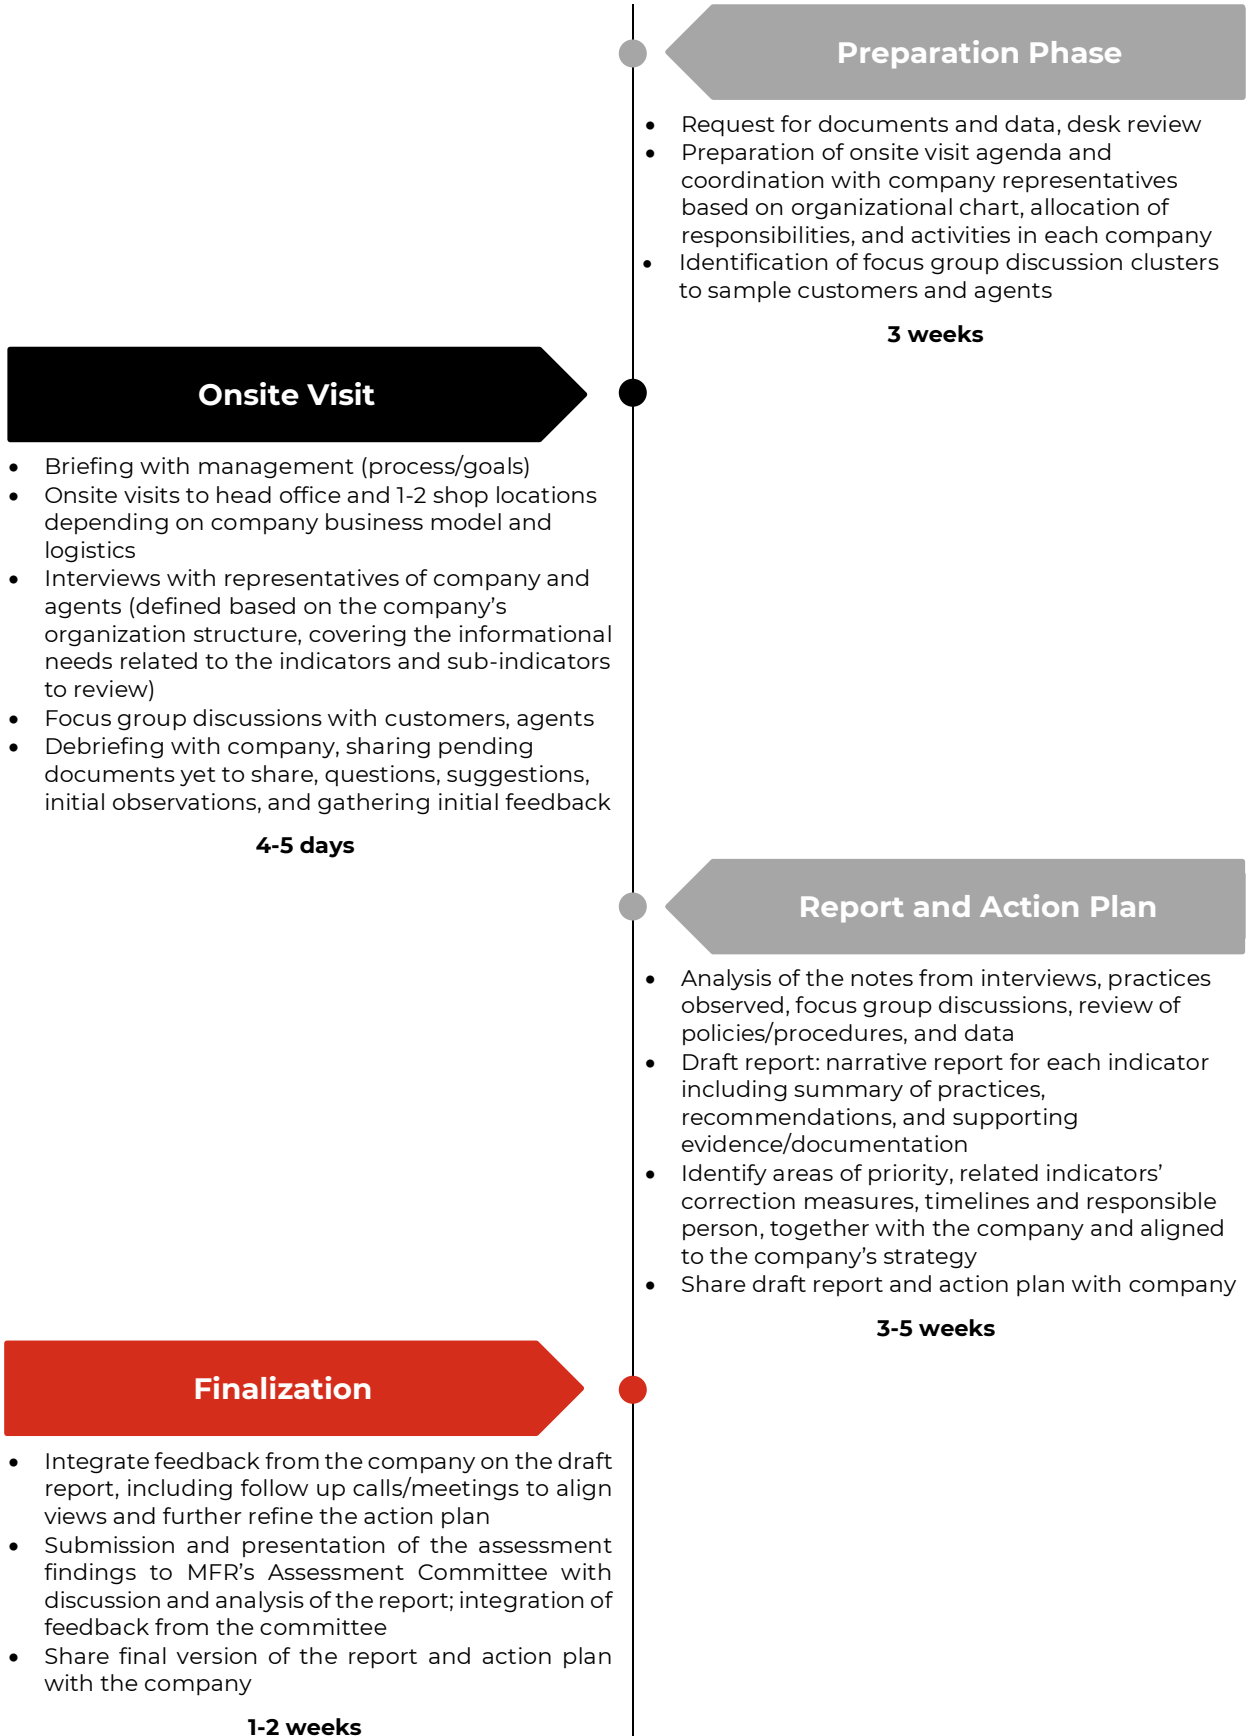 Preparation Phase
• Request for documents and data, desk review
• Preparation of onsite visit agenda and
coordination with company representatives
based on organizational chart, allocation of
responsibilities, and activities in each company
• Identification of focus group discussion clusters
to sample customers and agents
3 weeks
Onsite Visit
• Briefing with management (process/goals)
• Onsite visits to head office and 1-2 shop locations
depending on company business model and
logistics
• Interviews with representatives of company and
agents (defined based on the company’s
organization structure, covering the informational
needs related to the indicators and sub-indicators
to review)
• Focus group discussions with customers, agents
• Debriefing with company, sharing pending
documents yet to share, questions, suggestions,
initial observations, and gathering initial feedback
4-5 days
Report and Action Plan
• Analysis of the notes from interviews, practices
observed, focus group discussions, review of
policies/procedures, and data
• Draft report: narrative report for each indicator
including summary of practices,
recommendations, and supporting
evidence/documentation
• Identify areas of priority, related indicators’
correction measures, timelines and responsible
person, together with the company and aligned
to the company’s strategy
• Share draft report and action plan with company
3-5 weeks
Finalization
• Integrate feedback from the company on the draft
report, including follow up calls/meetings to align
views and further refine the action plan
• Submission and presentation of the assessment
findings to MFR’s Assessment Committee with
discussion and analysis of the report; integration of
feedback from the committee
• Share final version of the report and action plan
with the company
1-2 weeks